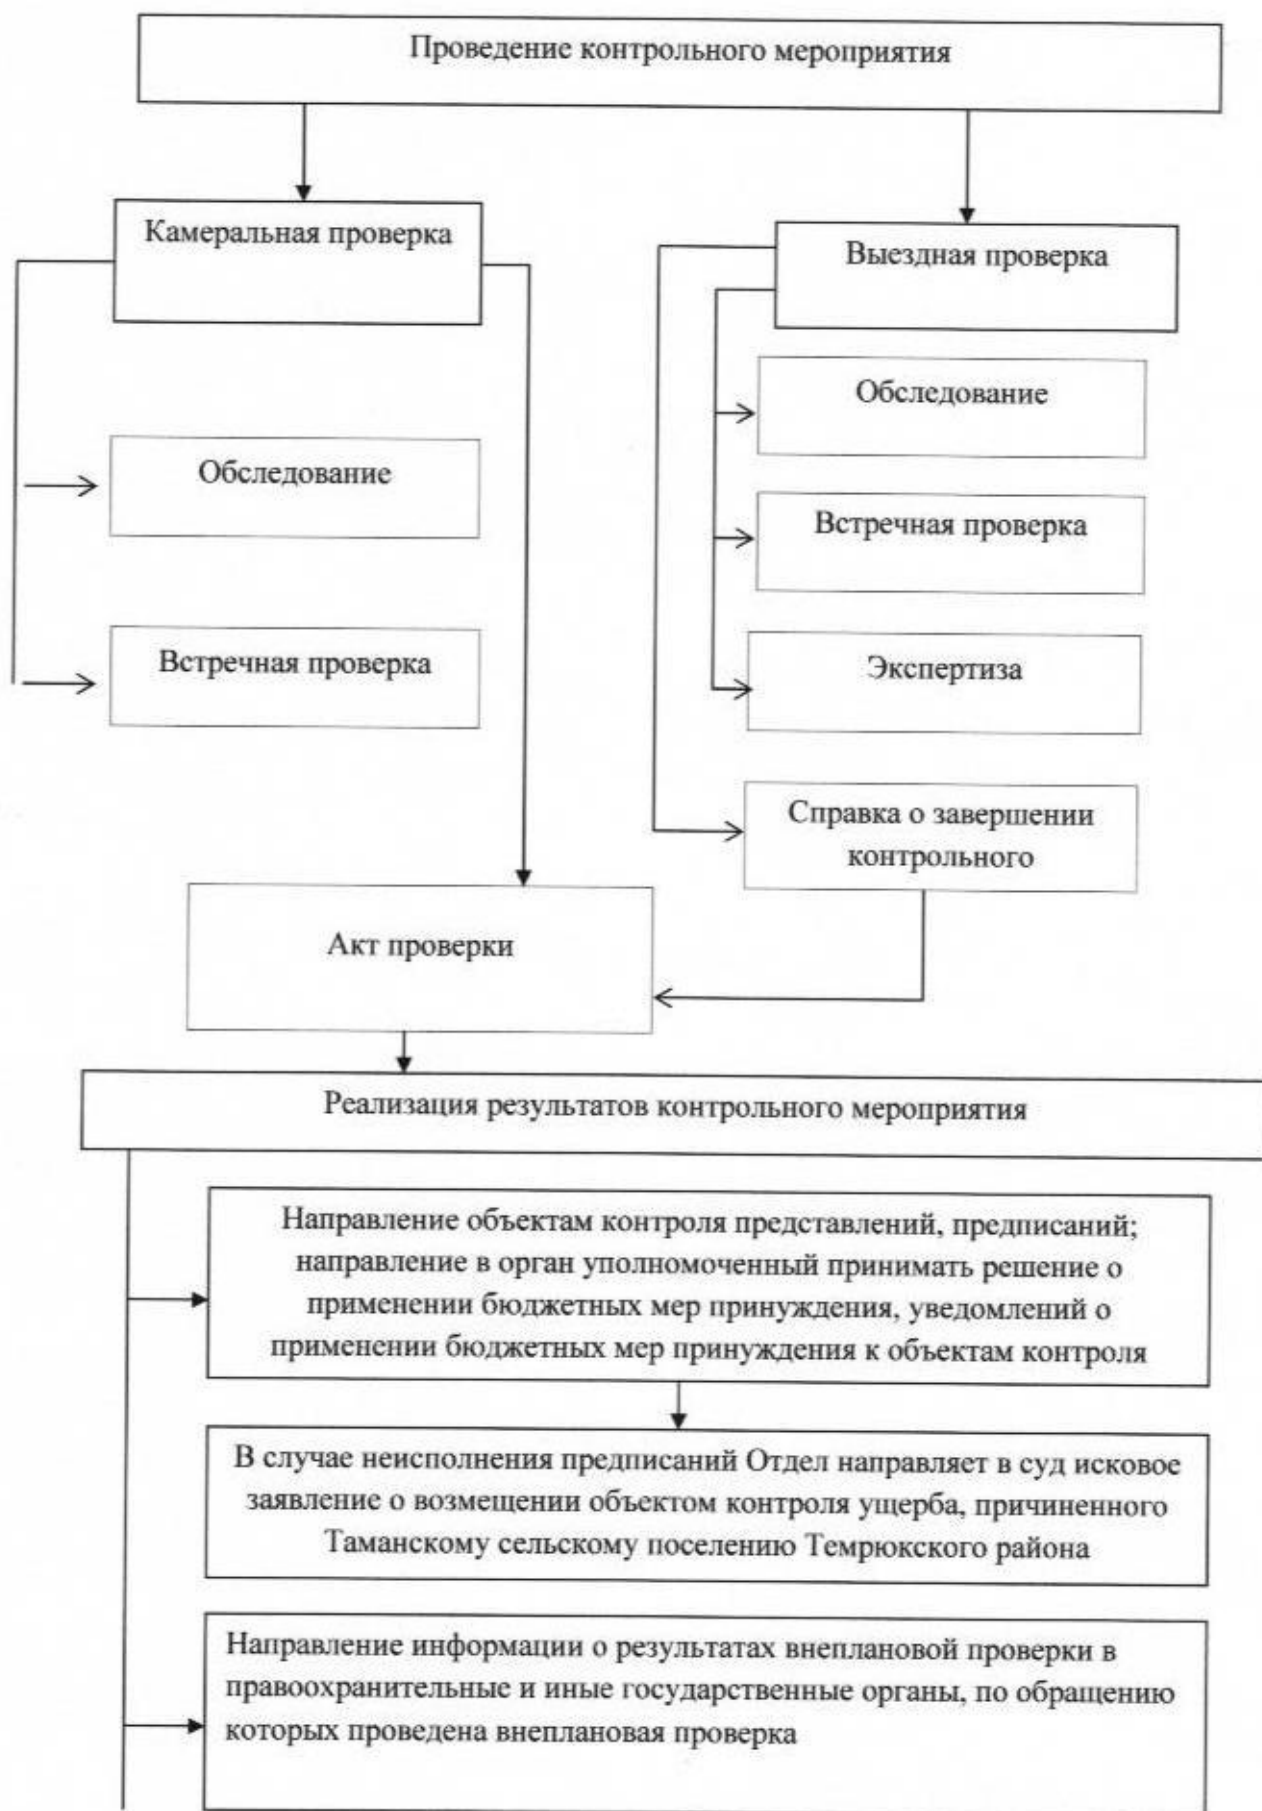 Проведение контрольного мероприятия
Камеральная проверка
Выездная проверка
Обследование
Встречная проверка
Обследование
Встречная проверка
Экспертиза
Справка о завершении
контрольного
Акт проверки
Реализация результатов контрольного мероприятия
Направление объектам контроля представлений, предписаний;
направление в орган уполномоченный принимать решение о
применении бюджетных мер принуждения, уведомлений о
применении бюджетных мер принуждения к объектам контроля
В случае неисполнения предписаний Отдел направляет в суд исковое
заявление о возмещении объектом контроля ущерба, причиненного
Таманскому сельскому поселению Темрюкского района
Направление информации о результатах внеплановой проверки в
правоохранительные и иные государственные органы, по обращению
которых проведена внеплановая проверка